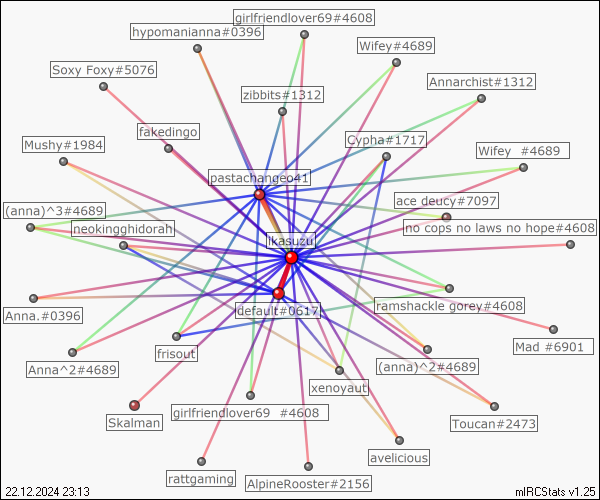 girlfriendlover69#4608
hypomanianna#0396
Wifey#4689
Soxy Foxy#5076
Annarchist#1312
zibbits#1312
fakedingo
Cypha#1717
Mushy#1984
Wifey  #4689
pastachangeo41
ace deucy#7097
(anna)^3#4689
no cops no laws no hope#4608
neokingghidorah
ikasuzu
ramshackle gorey#4608
default#0617
Anna.#0396
Mad #6901
frisout
(anna)^2#4689
Anna^2#4689
xenoyaut
girlfriendlover69  #4608
Skalman
Toucan#2473
avelicious
rattgaming
AlpineRooster#2156
22.12.2024 23:13
mIRCStats v1.25